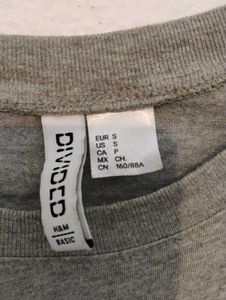 DIVIDED
H&M
BASIC
EUR S
US S
CA P
MX CH.
CN 160/88A